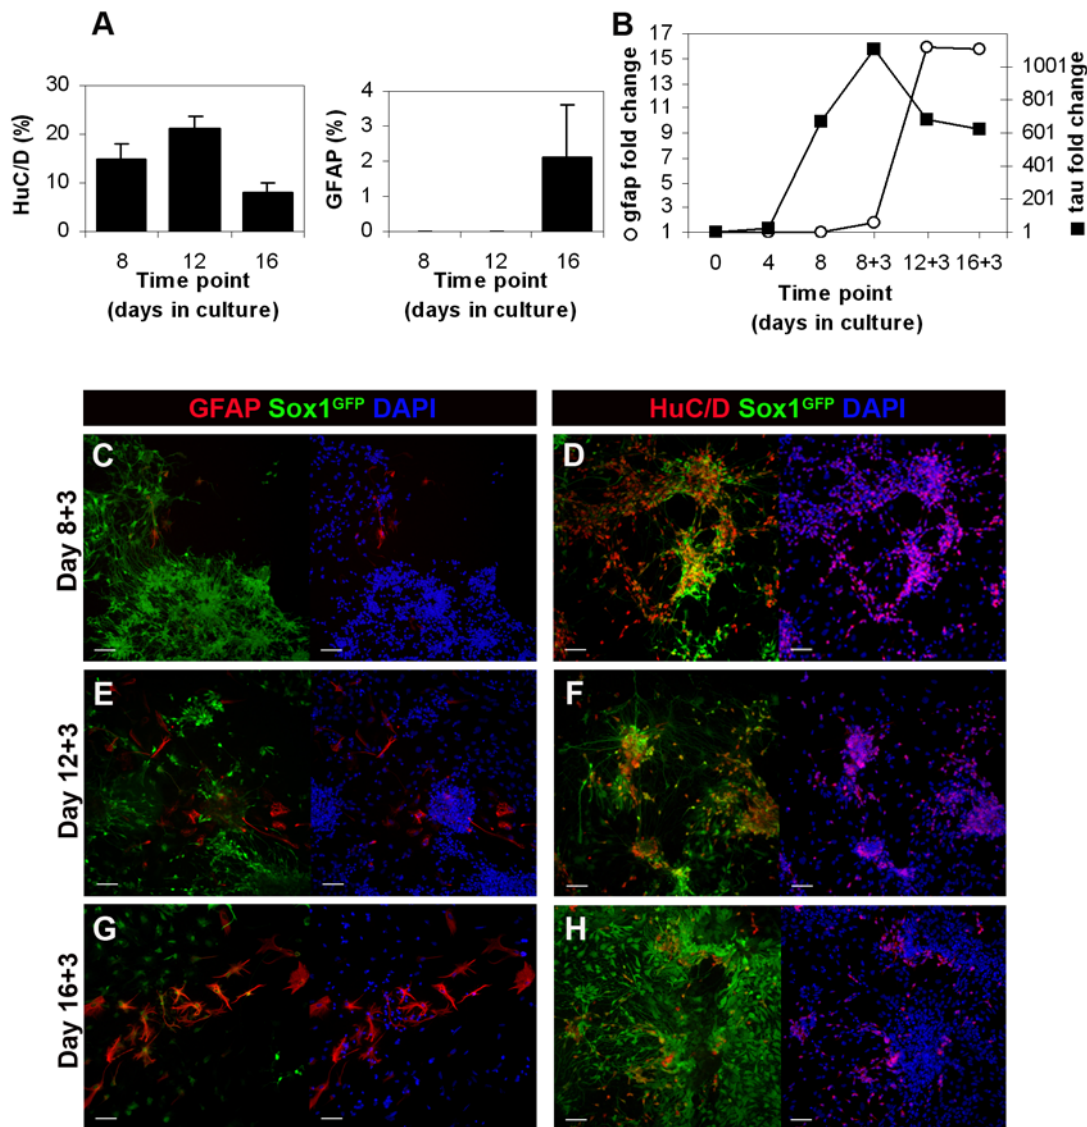 A
HuC/D (%)
30
20
10
0
8 12 16
Time point
(days in culture)
GFAP (%)
4
3
2
1
0
8 12 16
Time point
(days in culture)
B
gfap fold change
17
15
13
11
9
7
5
3
1
1001
801
601
401
201
1
tau fold change
0 4 8 8+3 12+3 16+3
Time point
(days in culture)
GFAP Sox1GFP DAPI
HuC/D Sox1GFP DAPI
Day 8+3
C
D
Day 12+3
E
F
Day 16+3
G
H